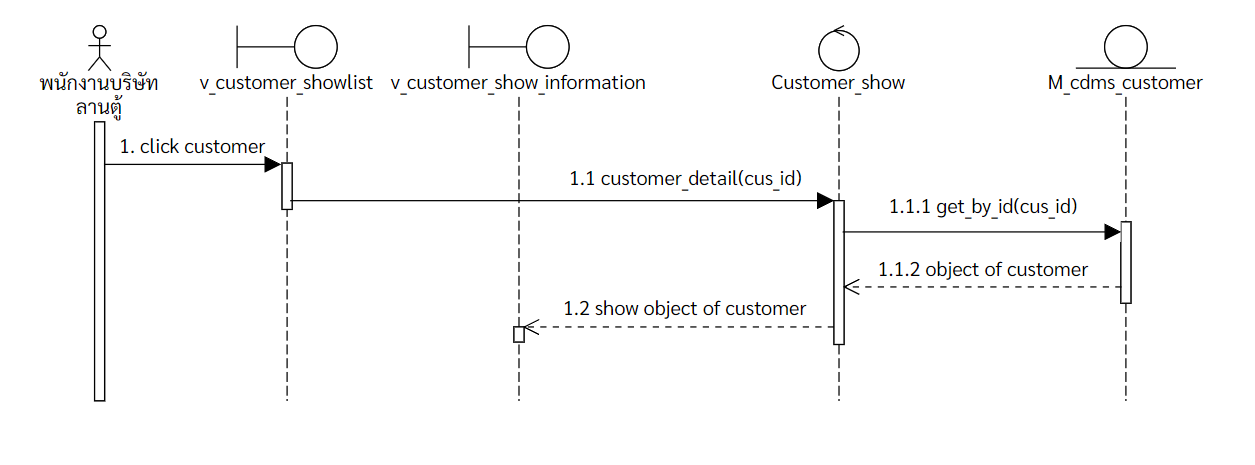 พนักงานบริษัท
ลานตู้
v_customer_showlist
v_customer_show_information
Customer_show
M_cdms_customer
1. click customer
1.1 customer_detail(cus_id)
1.1.1 get_by_id(cus_id)
1.1.2 object of customer
1.2 show object of customer